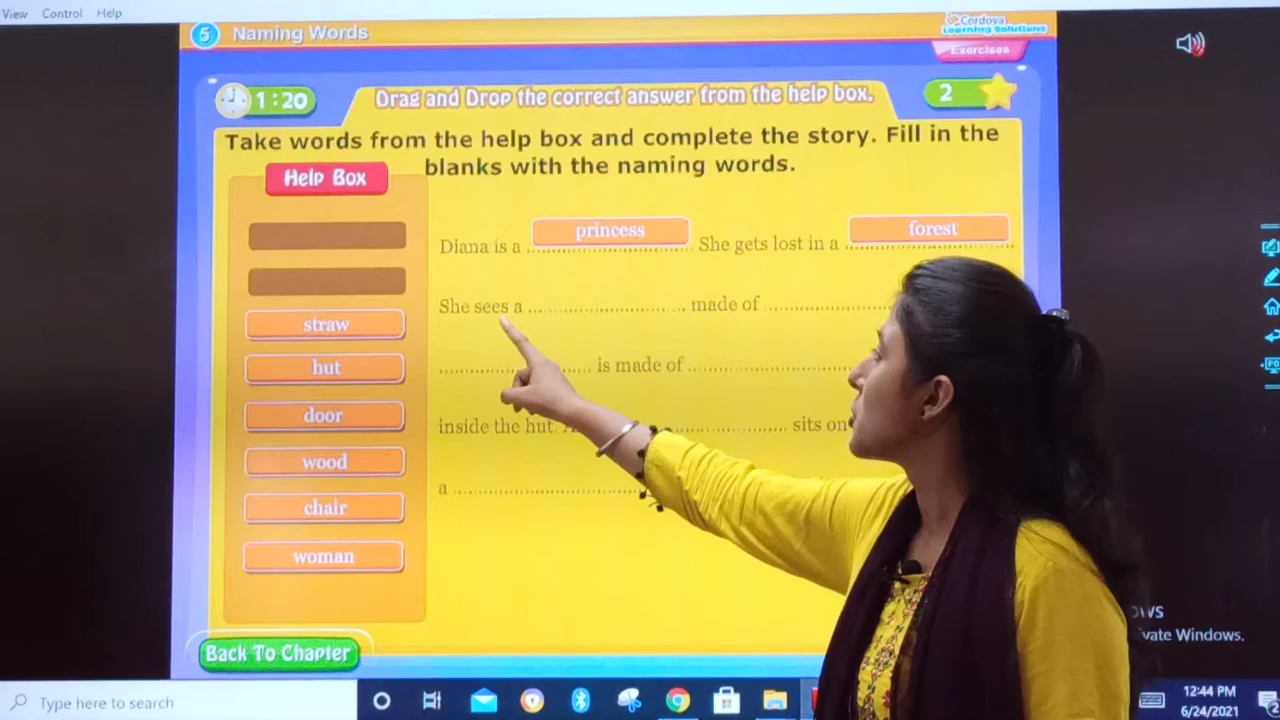 View Control Help
5 Naming Words
Cordova
Learning Solutions
Exercises
1:20
Drag and Drop the correct answer from the help box.
2
Take words from the help box and complete the story. Fill in the
blanks with the naming words.
Help Box
straw
hut
door
wood
chair
woman
Diana is a princess. She gets lost in a forest
She sees a ........ made of ........
........ is made of ........
inside the hut. ........ sits on
a ........
Back To Chapter
Type here to search
12:44 PM
6/24/2021
2